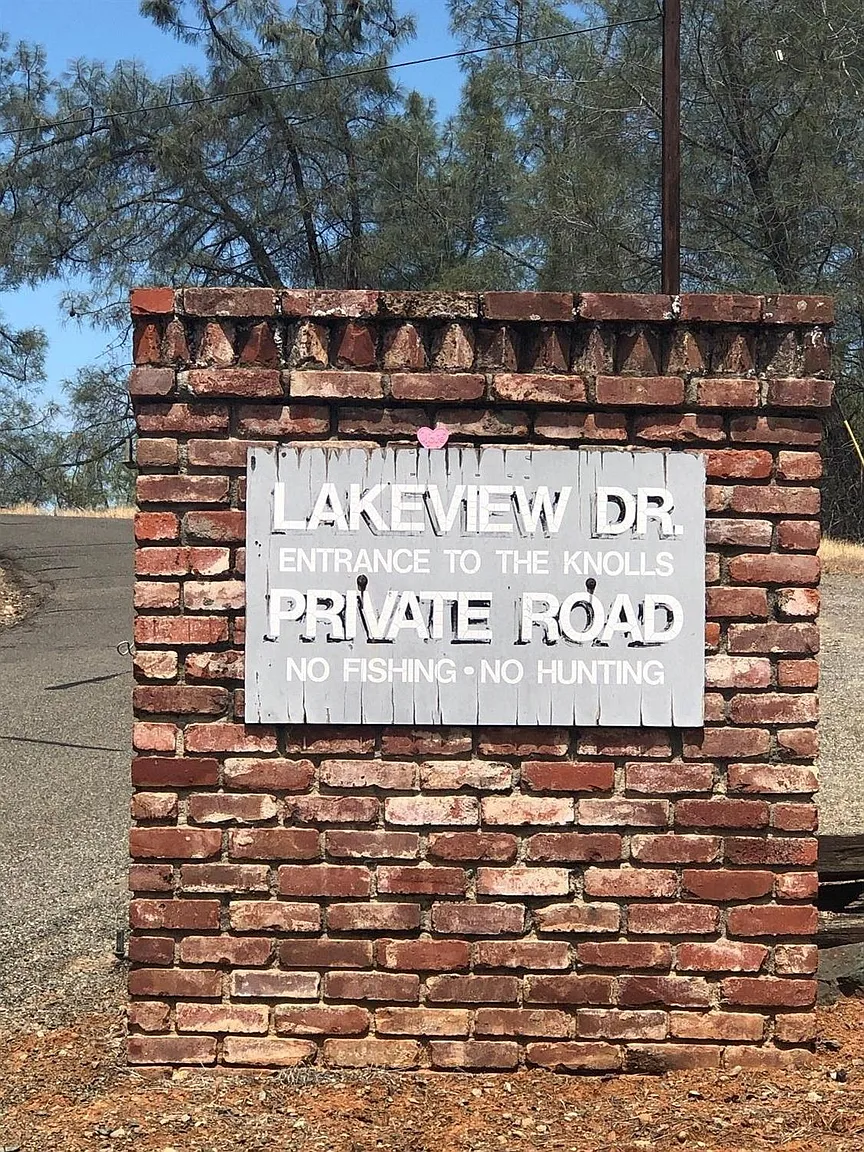 LAKEVIEW DR.
ENTRANCE TO THE KNOLLS
PRIVATE ROAD
NO FISHING • NO HUNTING